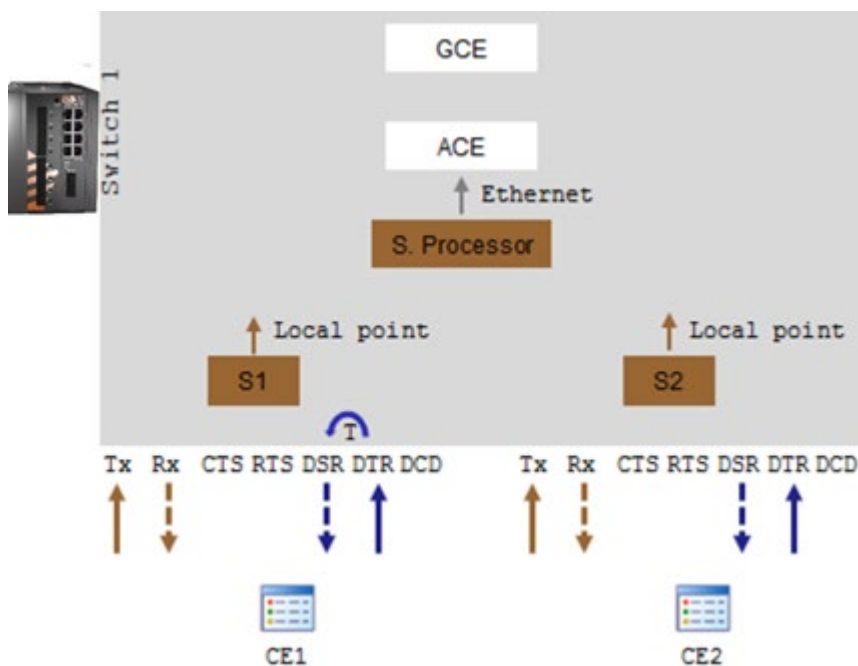 Switch 1
GCE
ACE
Ethernet
S. Processor
Local point
Local point
S1
S2
T
Tx Rx CTS RTS DSR DTR DCD Tx Rx CTS RTS DSR DTR DCD
CE1 CE2